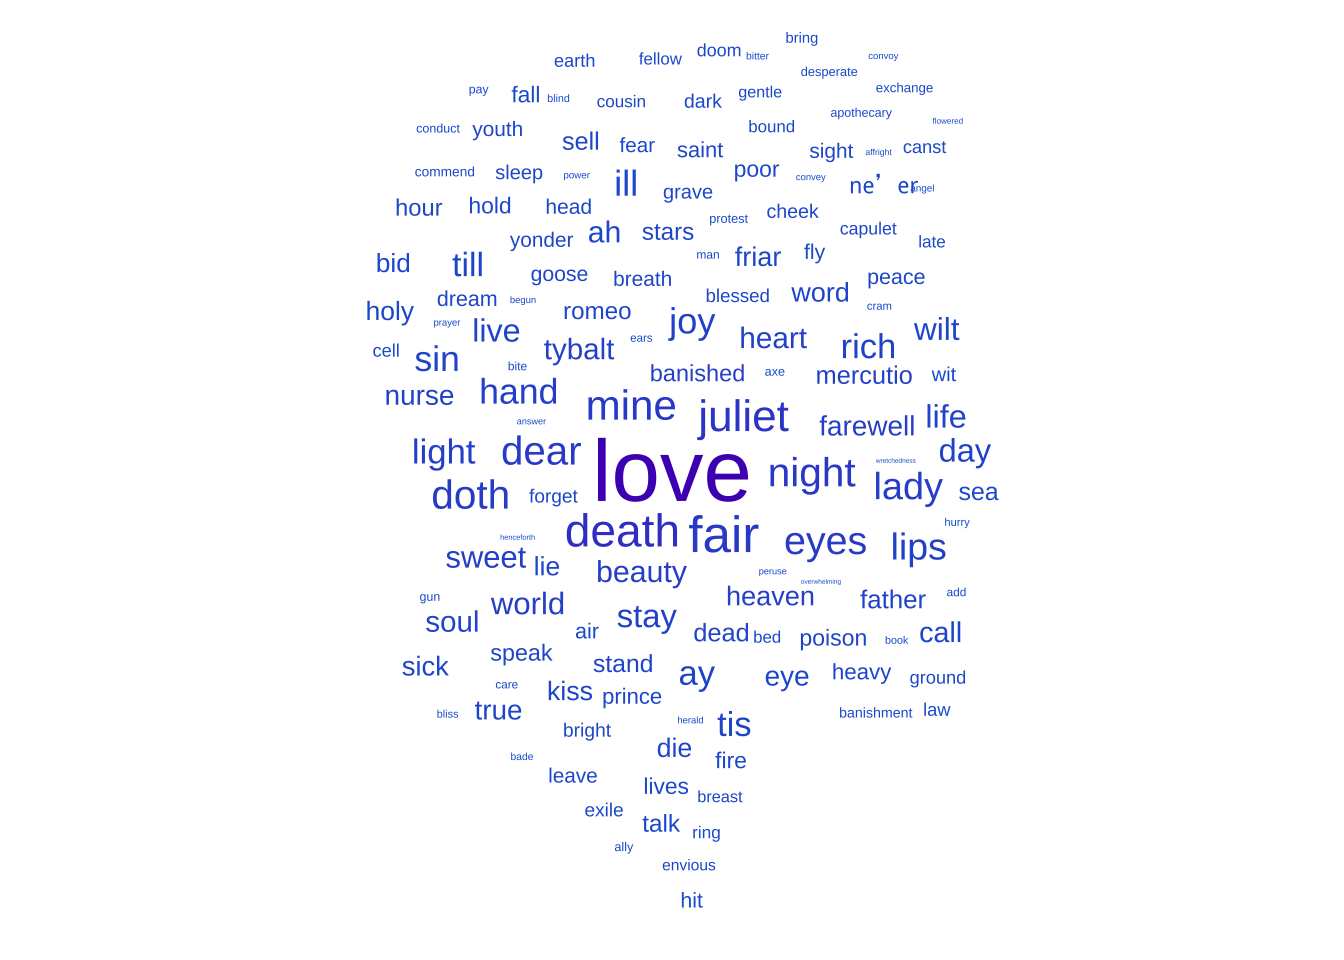 bring
earth fellow doom bitter convoy
desperate
pay fall blind cousin dark gentle exchange
apothecary
conduct youth bound flowered
sell fear saint sight affright canst
commend sleep power ill grave poor convey ne’er angel
hour hold head protest cheek
yonder ah stars capulet late
bid till goose breath man friar fly peace
holy dream begun romeo blessed word cram
prayer live ears joy heart rich wilt
cell sin bite tybalt banished axe mercutio wit
nurse hand mine juliet farewell life
answer
light dear love night wretchedness day
doth forget lady sea
death fair eyes lips hurry
henceforth
sweet lie beauty peruse
overwhelming
gun world heaven father add
soul air stay dead bed poison book call
sick speak stand ay eye heavy ground
care kiss prince
bliss true herald tis banishment law
bright die fire
bade leave lives breast
exile talk ring
ally
envious
hit